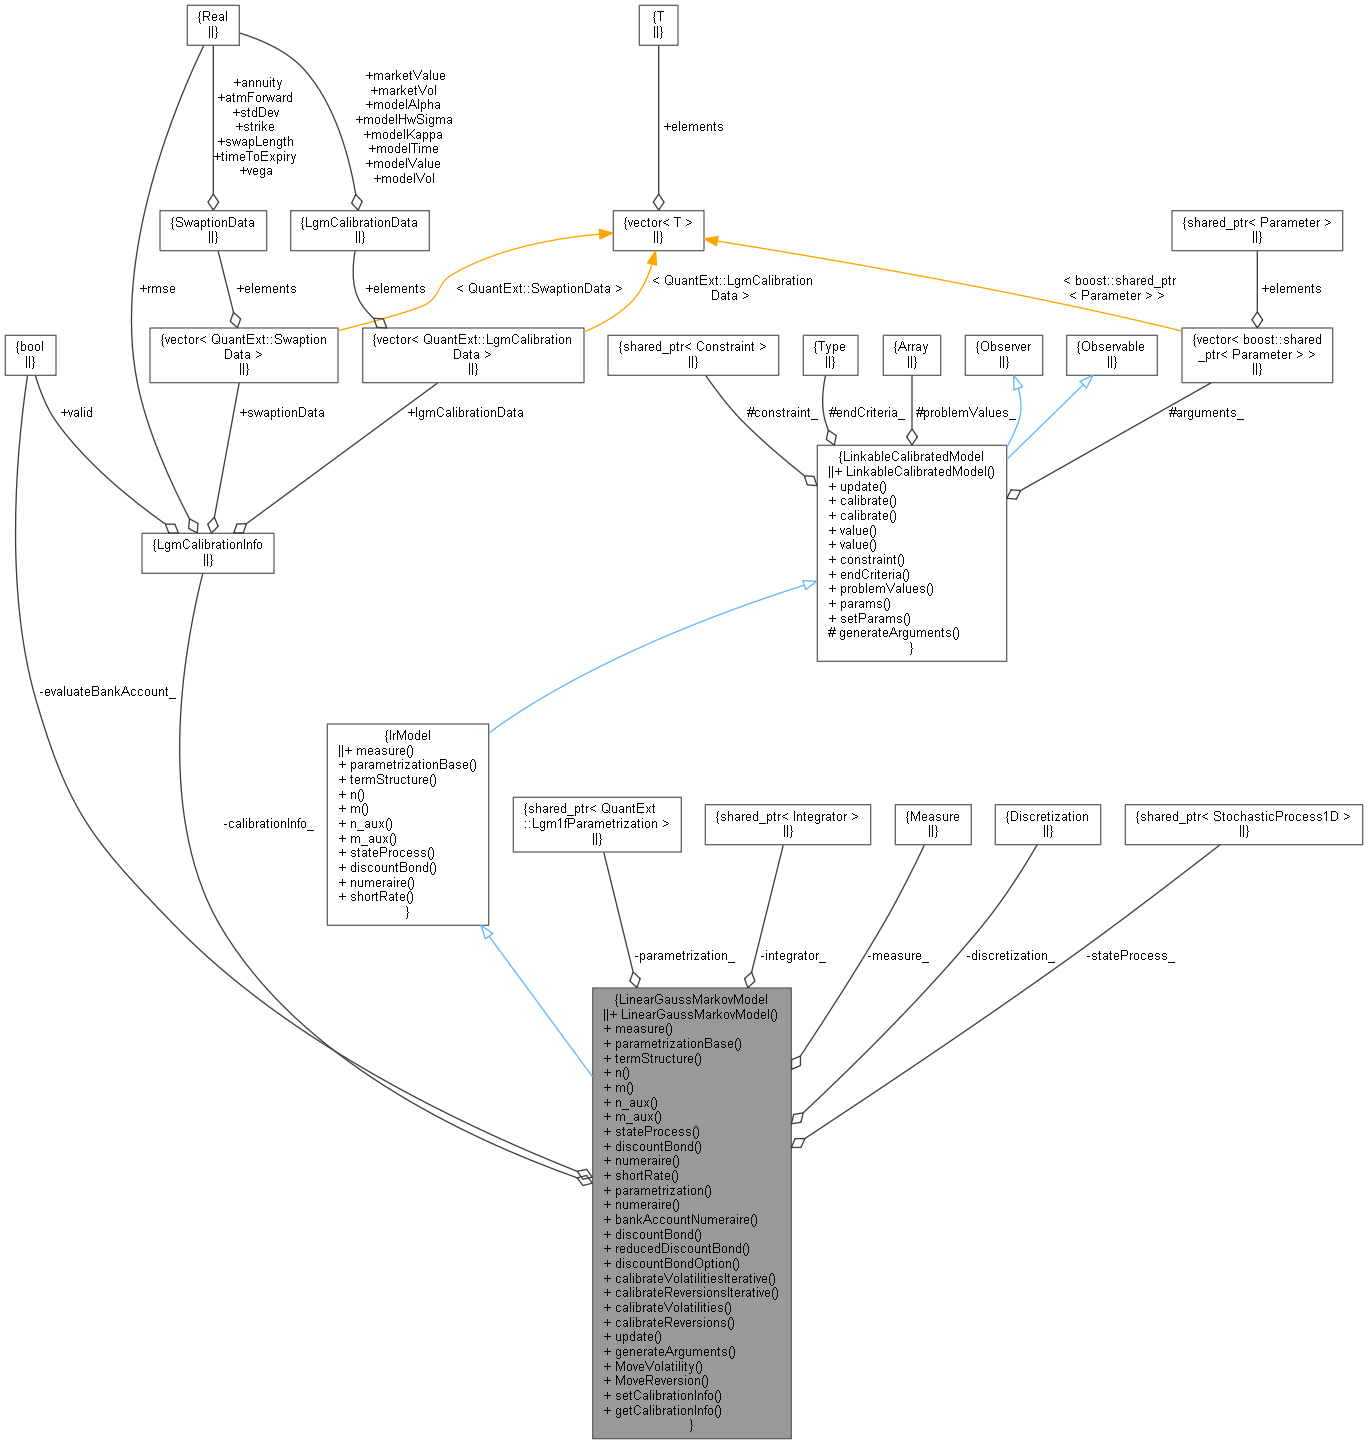 {Real
||}
{T
||}
+annuity
+atmForward
+stdDev
+strike
+swapLength
+timeToExpiry
+vega
+marketValue
+marketVol
+modelAlpha
+modelHwSigma
+modelKappa
+modelTime
+modelValue
+modelVol
+elements
{SwaptionData
||}
{LgmCalibrationData
||}
{vector< T >
||}
{shared_ptr< Parameter >
||}
+rmse
+elements
+elements
< QuantExt::SwaptionData >
< QuantExt::LgmCalibration
Data >
< boost::shared_ptr
< Parameter > >
+elements
{bool
||}
{vector< QuantExt::Swaption
Data >
||}
{vector< QuantExt::LgmCalibration
Data >
||}
{shared_ptr< Constraint >
||}
{Type
||}
{Array
||}
{Observer
||}
{Observable
||}
{vector< boost::shared
_ptr< Parameter > >
||}
+valid
+swaptionData
+lgmCalibrationData
#constraint_
#endCriteria_
#problemValues_
#arguments_
{LgmCalibrationInfo
||}
{LinkableCalibratedModel
||+ LinkableCalibratedModel()
+ update()
+ calibrate()
+ calibrate()
+ value()
+ value()
+ constraint()
+ endCriteria()
+ problemValues()
+ params()
+ setParams()
# generateArguments()
}
-evaluateBankAccount_
-calibrationInfo_
{IrModel
||+ measure()
+ parametrizationBase()
+ termStructure()
+ n()
+ m()
+ n_aux()
+ m_aux()
+ stateProcess()
+ discountBond()
+ numeraire()
+ shortRate()
}
{shared_ptr< QuantExt
::Lgm1fParametrization >
||}
{shared_ptr< Integrator >
||}
{Measure
||}
{Discretization
||}
{shared_ptr< StochasticProcess1D >
||}
-parametrization_
-integrator_
-measure_
-discretization_
-stateProcess_
{LinearGaussMarkovModel
||+ LinearGaussMarkovModel()
+ measure()
+ parametrizationBase()
+ termStructure()
+ n()
+ m()
+ n_aux()
+ m_aux()
+ stateProcess()
+ discountBond()
+ numeraire()
+ shortRate()
+ parametrization()
+ numeraire()
+ bankAccountNumeraire()
+ discountBond()
+ reducedDiscountBond()
+ discountBondOption()
+ calibrateVolatilitiesIterative()
+ calibrateReversionsIterative()
+ calibrateVolatilities()
+ calibrateReversions()
+ update()
+ generateArguments()
+ MoveVolatility()
+ MoveReversion()
+ setCalibrationInfo()
+ getCalibrationInfo()
}